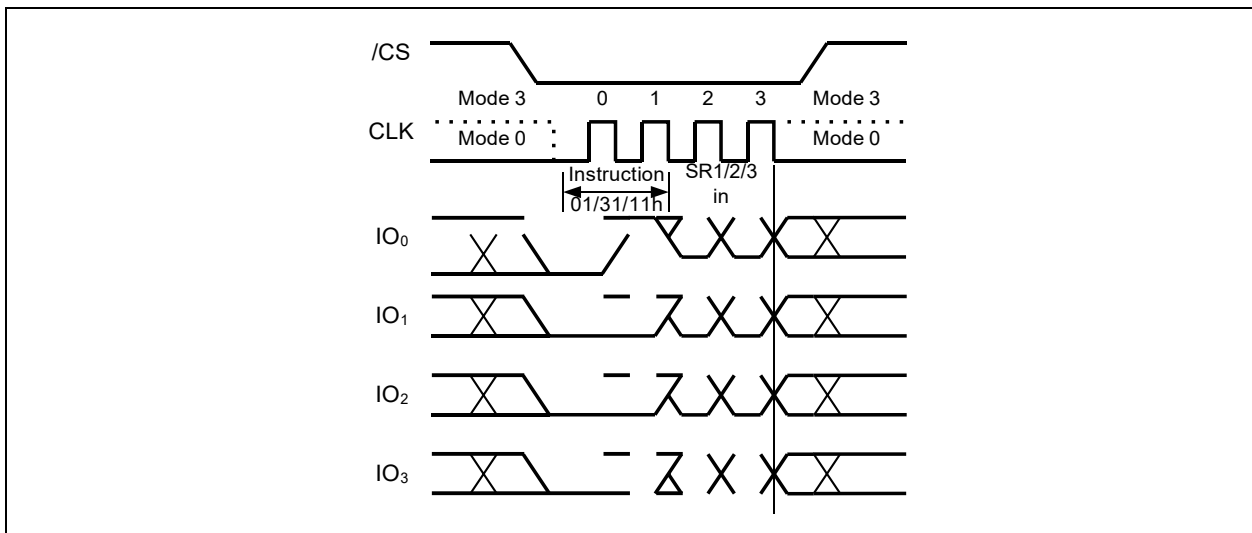 /CS
Mode 3 0 1 2 3 Mode 3
CLK
Mode 0 Mode 0
Instruction SR1/2/3
01/31/11h in
IO₀
IO₁
IO₂
IO₃